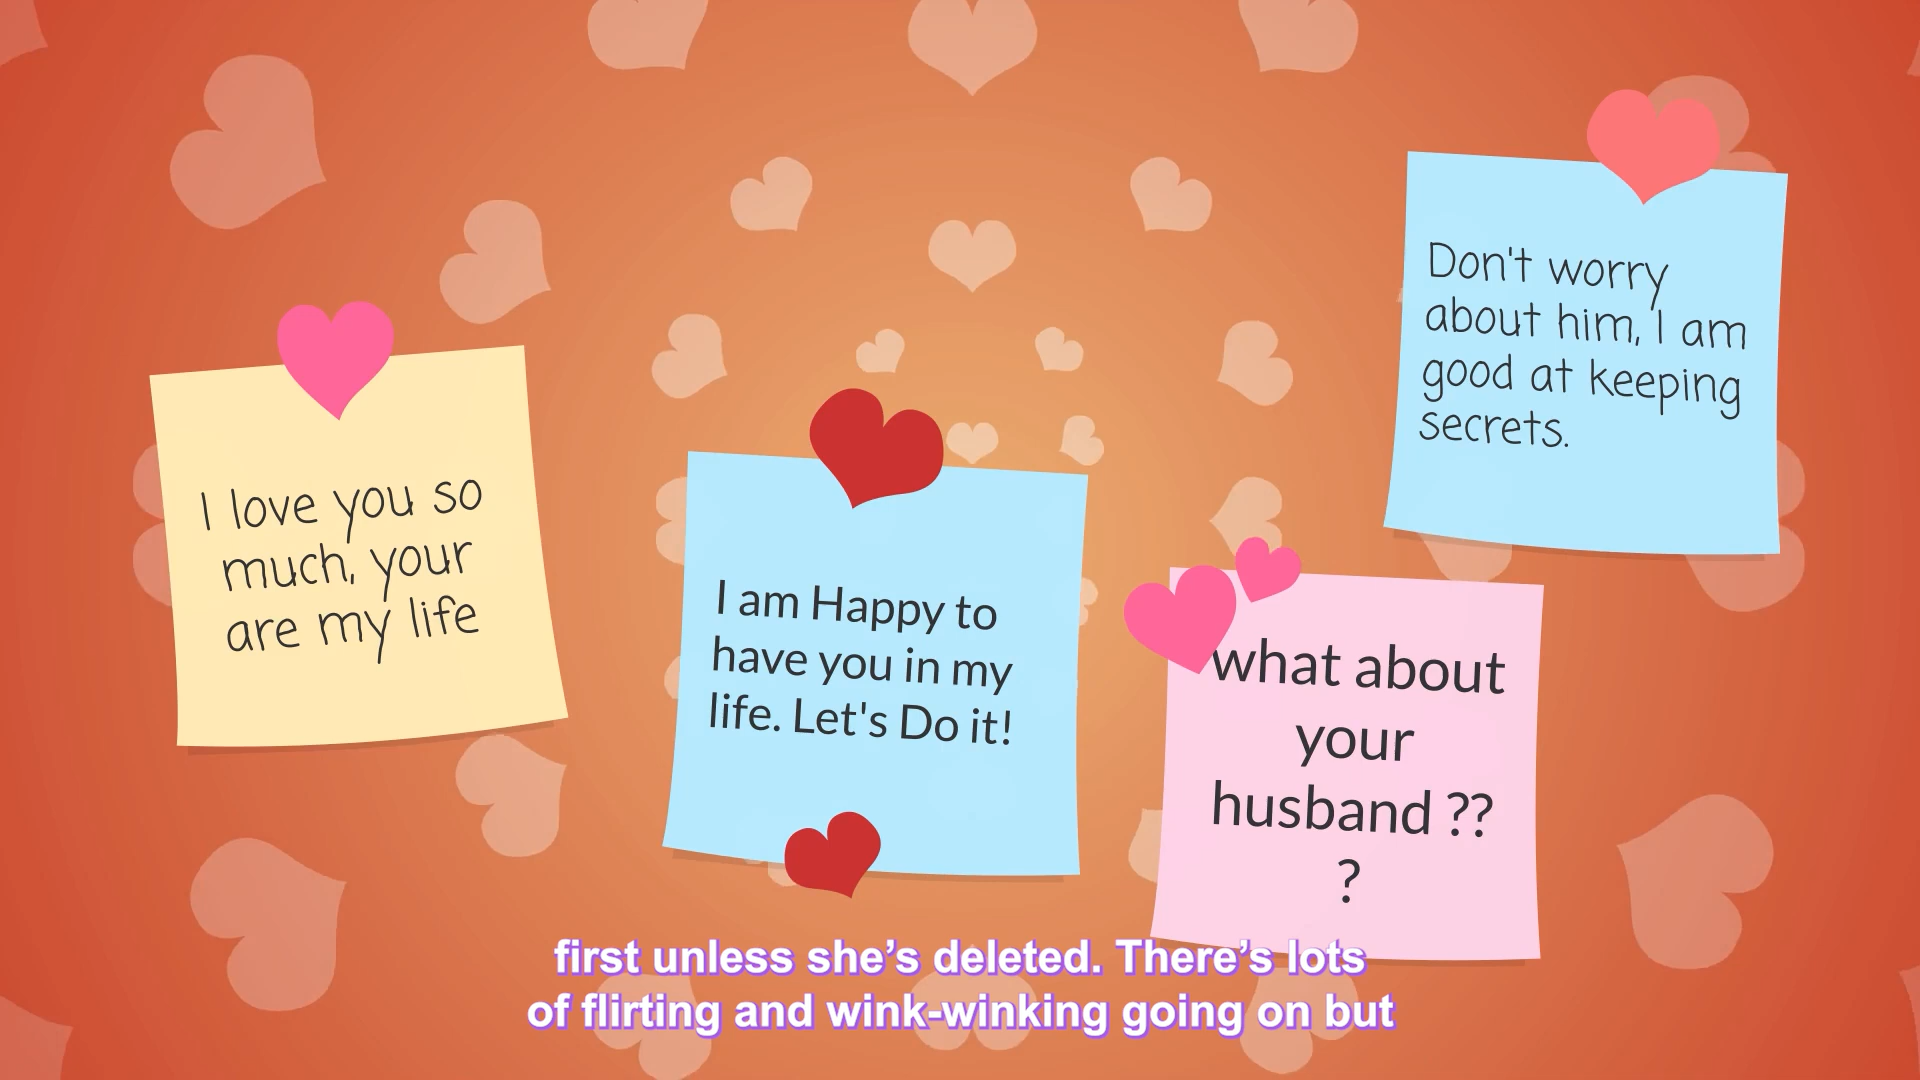 I love you so
much, your
are my life
I am Happy to
have you in my
life. Let's Do it!
Don't worry
about him, I am
good at keeping
secrets.
what about
your
husband ??
?
first unless she’s deleted. There’s lots
of flirting and wink-winking going on but